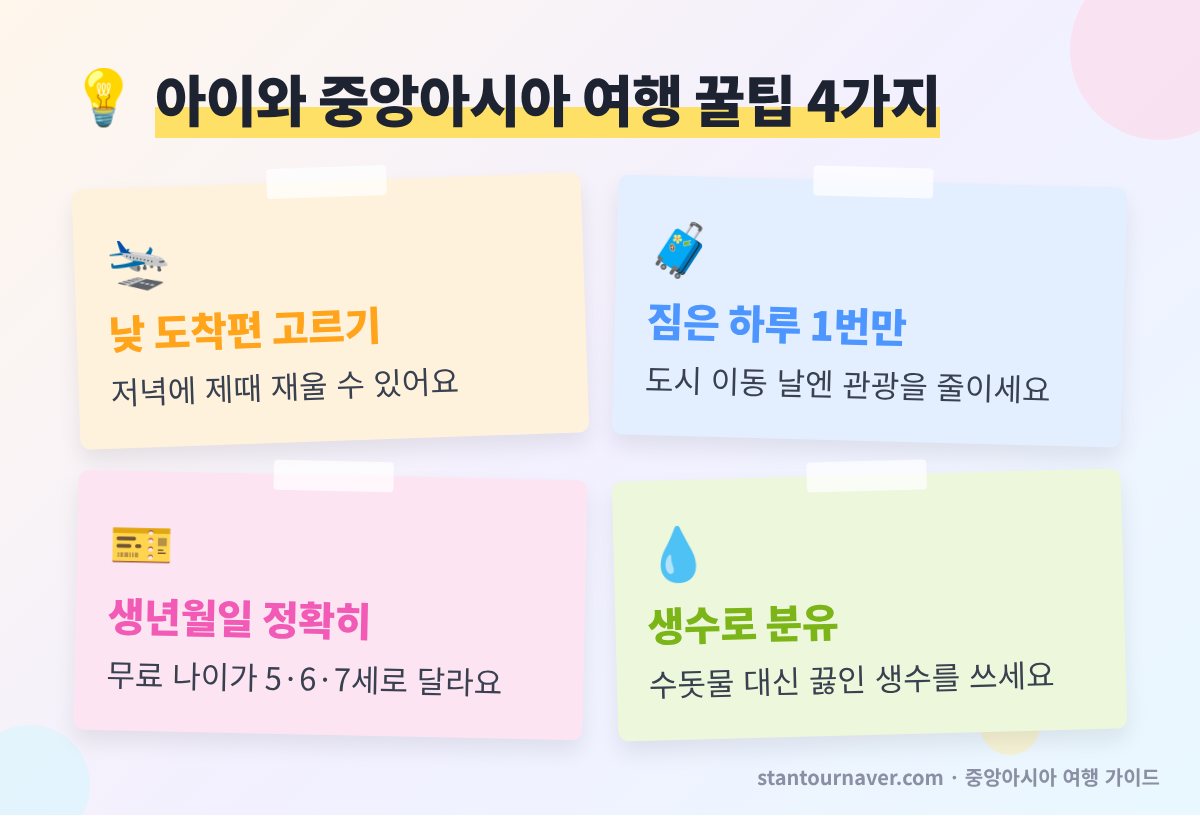 아이와 중앙아시아 여행 꿀팁 4가지
낮 도착편 고르기
저녁에 제때 재울 수 있어요
짐은 하루 1번만
도시 이동 날엔 관광을 줄이세요
생년월일 정확히
무료 나이가 5·6·7세로 달라요
생수로 분유
수돗물 대신 끓인 생수를 쓰세요
stantournaver.com · 중앙아시아 여행 가이드